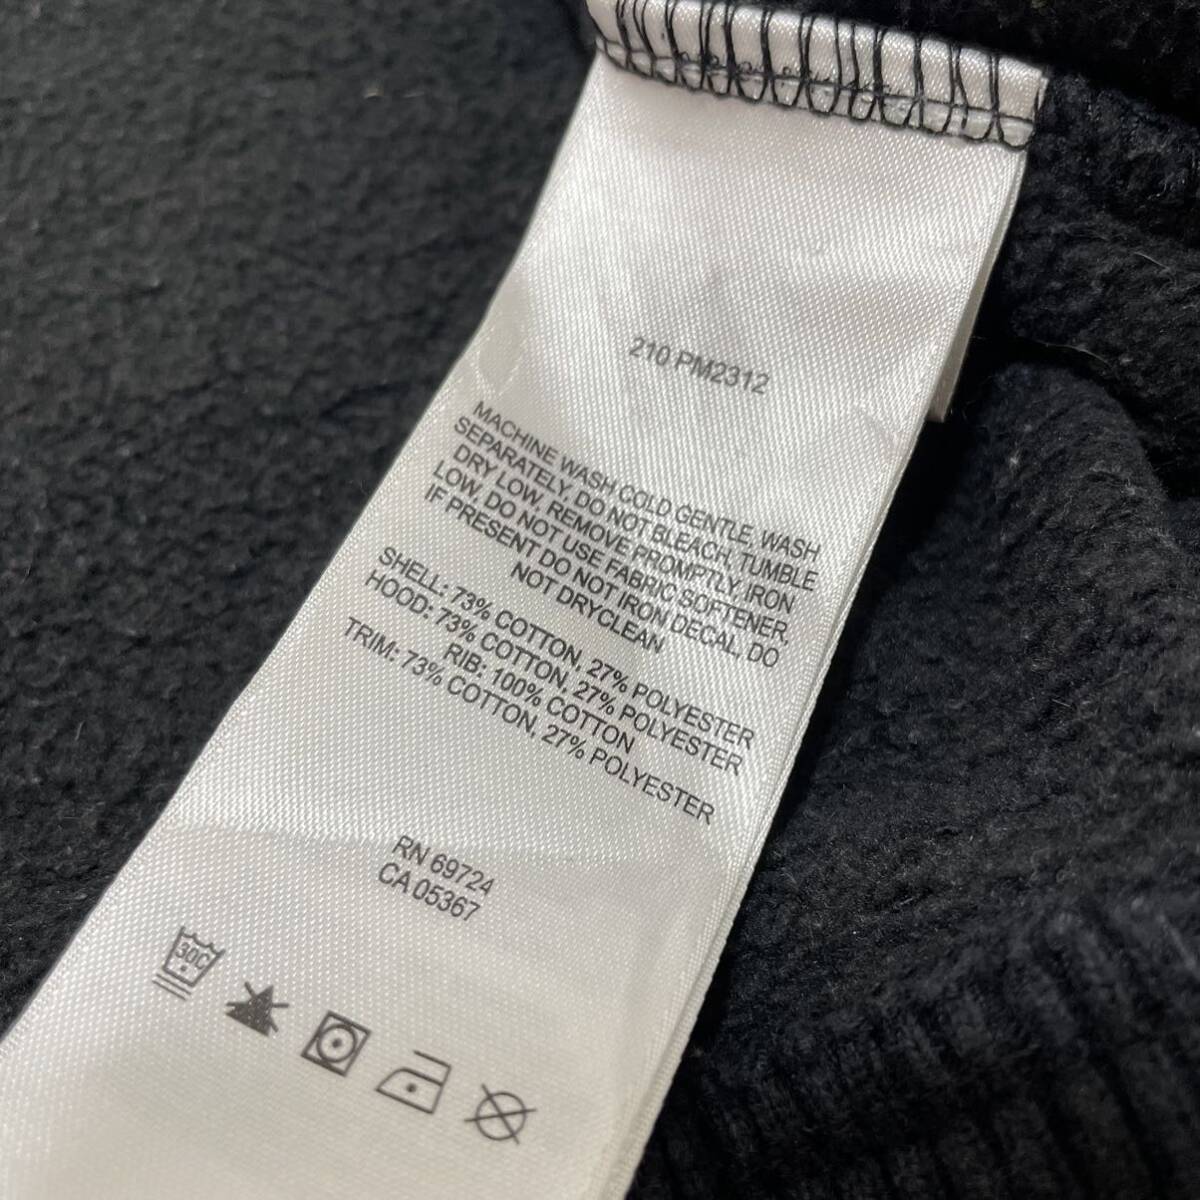 210 PM2312
MACHINE WASH COLD GENTLE, WASH
SEPARATELY, DO NOT BLEACH, TUMBLE
DRY LOW, REMOVE PROMPTLY, IRON
LOW, DO NOT USE FABRIC SOFTENER,
IF PRESENT DO NOT IRON DECAL, DO
NOT DRYCLEAN
SHELL: 73% COTTON, 27% POLYESTER
HOOD: 73% COTTON, 27% POLYESTER
RIB: 100% COTTON
TRIM: 73% COTTON, 27% POLYESTER
RN 69724
CA 05367
30C